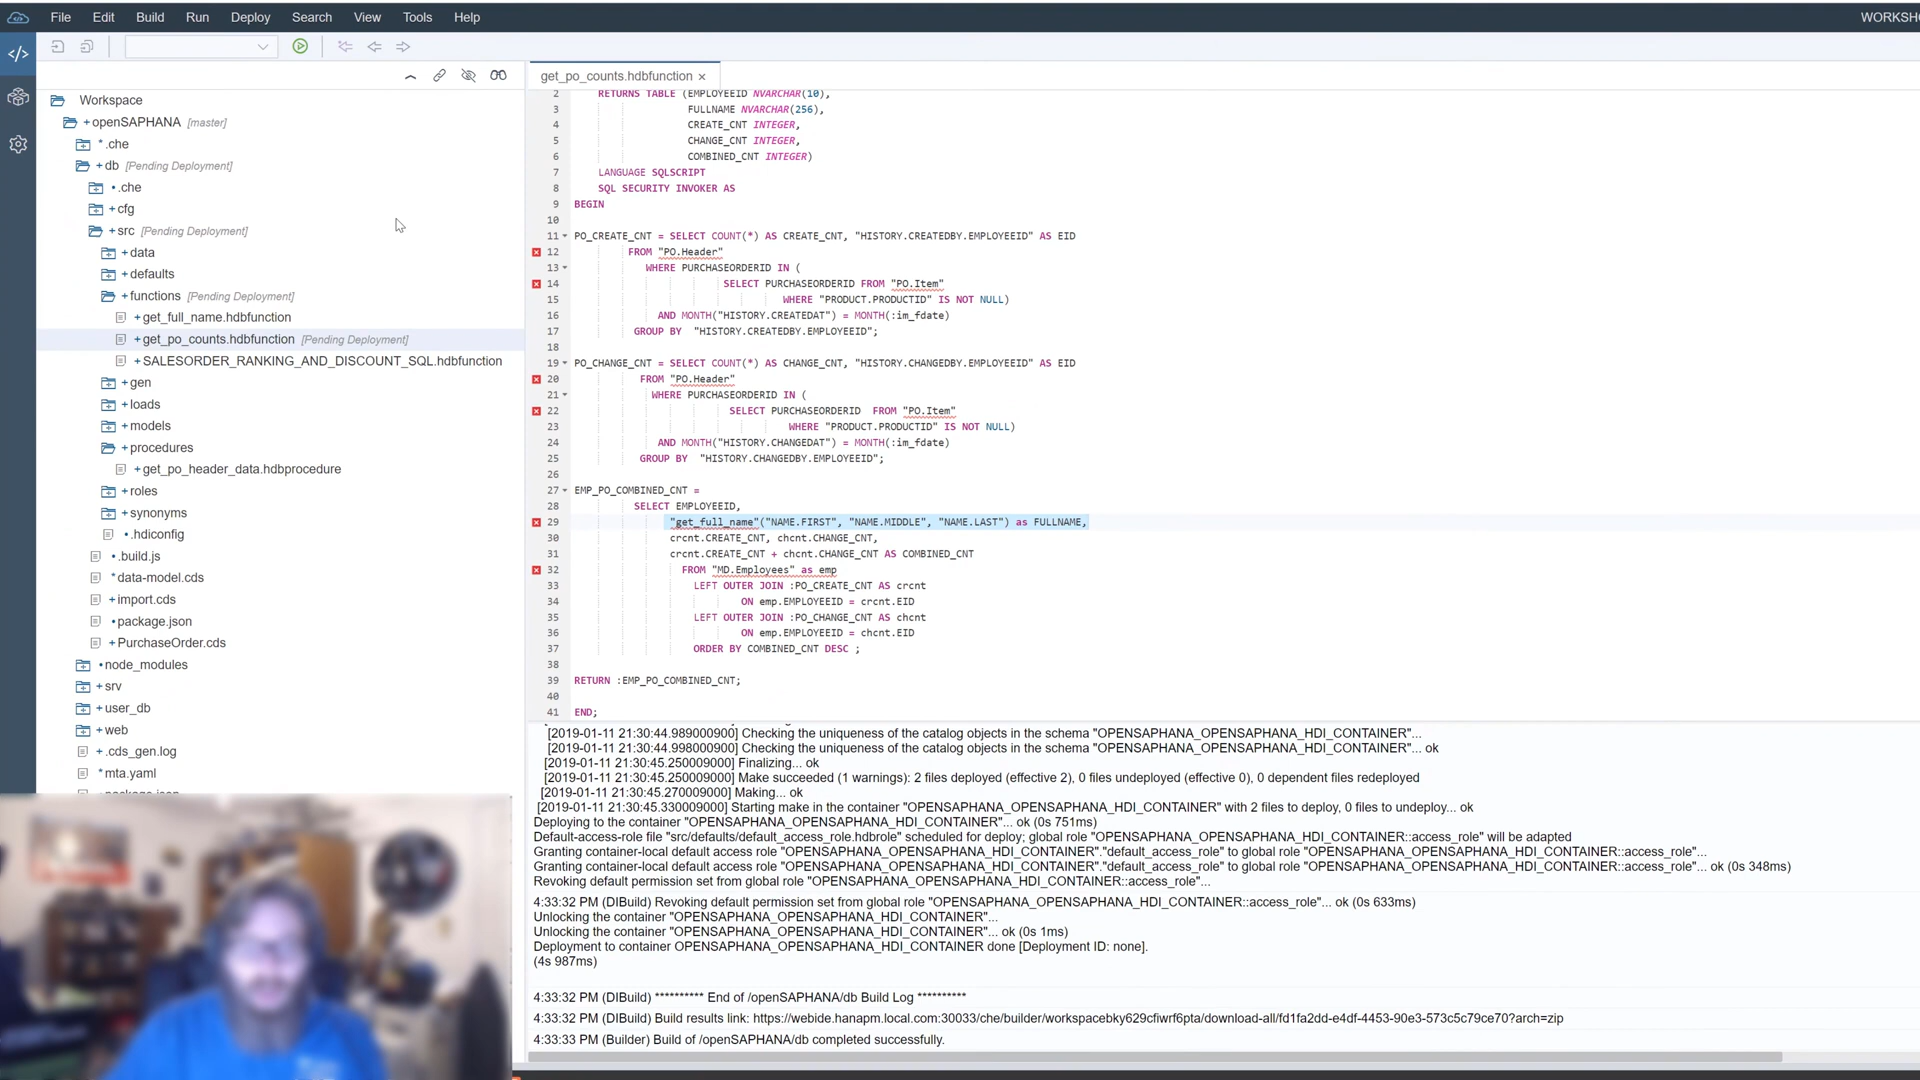 File Edit Build Run Deploy Search View Tools Help
Workspace
+openSAPHANA [master]
*.che
+db [Pending Deployment]
•.che
+cfg
+src [Pending Deployment]
+data
+defaults
+functions [Pending Deployment]
+get_full_name.hdbfunction
+get_po_counts.hdbfunction [Pending Deployment]
+SALESORDER_RANKING_AND_DISCOUNT_SQL.hdbfunction
+gen
+loads
+models
+procedures
+get_po_header_data.hdbprocedure
+roles
+synonyms
•.hdiconfig
•.build.js
*data-model.cds
+import.cds
•package.json
+PurchaseOrder.cds
•node_modules
+srv
+user_db
+web
+.cds_gen.log
*mta.yaml
get_po_counts.hdbfunction ×
2 RETURNS TABLE (EMPLOYEEID NVARCHAR(10),
3 FULLNAME NVARCHAR(256),
4 CREATE_CNT INTEGER,
5 CHANGE_CNT INTEGER,
6 COMBINED_CNT INTEGER)
7 LANGUAGE SQLSCRIPT
8 SQL SECURITY INVOKER AS
9 BEGIN
10
11 PO_CREATE_CNT = SELECT COUNT(*) AS CREATE_CNT, "HISTORY.CREATEDBY.EMPLOYEEID" AS EID
12 FROM "PO.Header"
13 WHERE PURCHASEORDERID IN (
14 SELECT PURCHASEORDERID FROM "PO.Item"
15 WHERE "PRODUCT.PRODUCTID" IS NOT NULL)
16 AND MONTH("HISTORY.CREATEDAT") = MONTH(:im_fdate)
17 GROUP BY "HISTORY.CREATEDBY.EMPLOYEEID";
18
19 PO_CHANGE_CNT = SELECT COUNT(*) AS CHANGE_CNT, "HISTORY.CHANGEDBY.EMPLOYEEID" AS EID
20 FROM "PO.Header"
21 WHERE PURCHASEORDERID IN (
22 SELECT PURCHASEORDERID FROM "PO.Item"
23 WHERE "PRODUCT.PRODUCTID" IS NOT NULL)
24 AND MONTH("HISTORY.CHANGEDAT") = MONTH(:im_fdate)
25 GROUP BY "HISTORY.CHANGEDBY.EMPLOYEEID";
26
27 EMP_PO_COMBINED_CNT =
28 SELECT EMPLOYEEID,
29 "get_full_name"("NAME.FIRST", "NAME.MIDDLE", "NAME.LAST") as FULLNAME,
30 crcnt.CREATE_CNT, chcnt.CHANGE_CNT,
31 crcnt.CREATE_CNT + chcnt.CHANGE_CNT AS COMBINED_CNT
32 FROM "MD.Employees" as emp
33 LEFT OUTER JOIN :PO_CREATE_CNT AS crcnt
34 ON emp.EMPLOYEEID = crcnt.EID
35 LEFT OUTER JOIN :PO_CHANGE_CNT AS chcnt
36 ON emp.EMPLOYEEID = chcnt.EID
37 ORDER BY COMBINED_CNT DESC ;
38
39 RETURN :EMP_PO_COMBINED_CNT;
40
41 END;
[2019-01-11 21:30:44.989000900] Checking the uniqueness of the catalog objects in the schema "OPENSAPHANA_OPENSAPHANA_HDI_CONTAINER"...
[2019-01-11 21:30:44.998000900] Checking the uniqueness of the catalog objects in the schema "OPENSAPHANA_OPENSAPHANA_HDI_CONTAINER"... ok
[2019-01-11 21:30:45.250009000] Finalizing... ok
[2019-01-11 21:30:45.250009000] Make succeeded (1 warnings): 2 files deployed (effective 2), 0 files undeployed (effective 0), 0 dependent files redeployed
[2019-01-11 21:30:45.270009000] Making... ok
[2019-01-11 21:30:45.330009000] Starting make in the container "OPENSAPHANA_OPENSAPHANA_HDI_CONTAINER" with 2 files to deploy, 0 files to undeploy... ok
Deploying to the container "OPENSAPHANA_OPENSAPHANA_HDI_CONTAINER"... ok (0s 751ms)
Default-access-role file "src/defaults/default_access_role.hdbrole" scheduled for deploy; global role "OPENSAPHANA_OPENSAPHANA_HDI_CONTAINER::access_role" will be adapted
Granting container-local default access role "OPENSAPHANA_OPENSAPHANA_HDI_CONTAINER"."default_access_role" to global role "OPENSAPHANA_OPENSAPHANA_HDI_CONTAINER::access_role"...
Granting container-local default access role "OPENSAPHANA_OPENSAPHANA_HDI_CONTAINER"."default_access_role" to global role "OPENSAPHANA_OPENSAPHANA_HDI_CONTAINER::access_role"... ok (0s 348ms)
Revoking default permission set from global role "OPENSAPHANA_OPENSAPHANA_HDI_CONTAINER::access_role"...
4:33:32 PM (DIBuild) Revoking default permission set from global role "OPENSAPHANA_OPENSAPHANA_HDI_CONTAINER::access_role"... ok (0s 633ms)
Unlocking the container "OPENSAPHANA_OPENSAPHANA_HDI_CONTAINER"...
Unlocking the container "OPENSAPHANA_OPENSAPHANA_HDI_CONTAINER"... ok (0s 1ms)
Deployment to container OPENSAPHANA_OPENSAPHANA_HDI_CONTAINER done [Deployment ID: none].
(4s 987ms)
4:33:32 PM (DIBuild) ********** End of /openSAPHANA/db Build Log **********
4:33:32 PM (DIBuild) Build results link: https://webide.hanapm.local.com:30033/che/builder/workspacebky629cfiwrf6pta/download-all/fd1fa2dd-e4df-4453-90e3-573c5c79ce70?arch=zip
4:33:33 PM (Builder) Build of /openSAPHANA/db completed successfully.